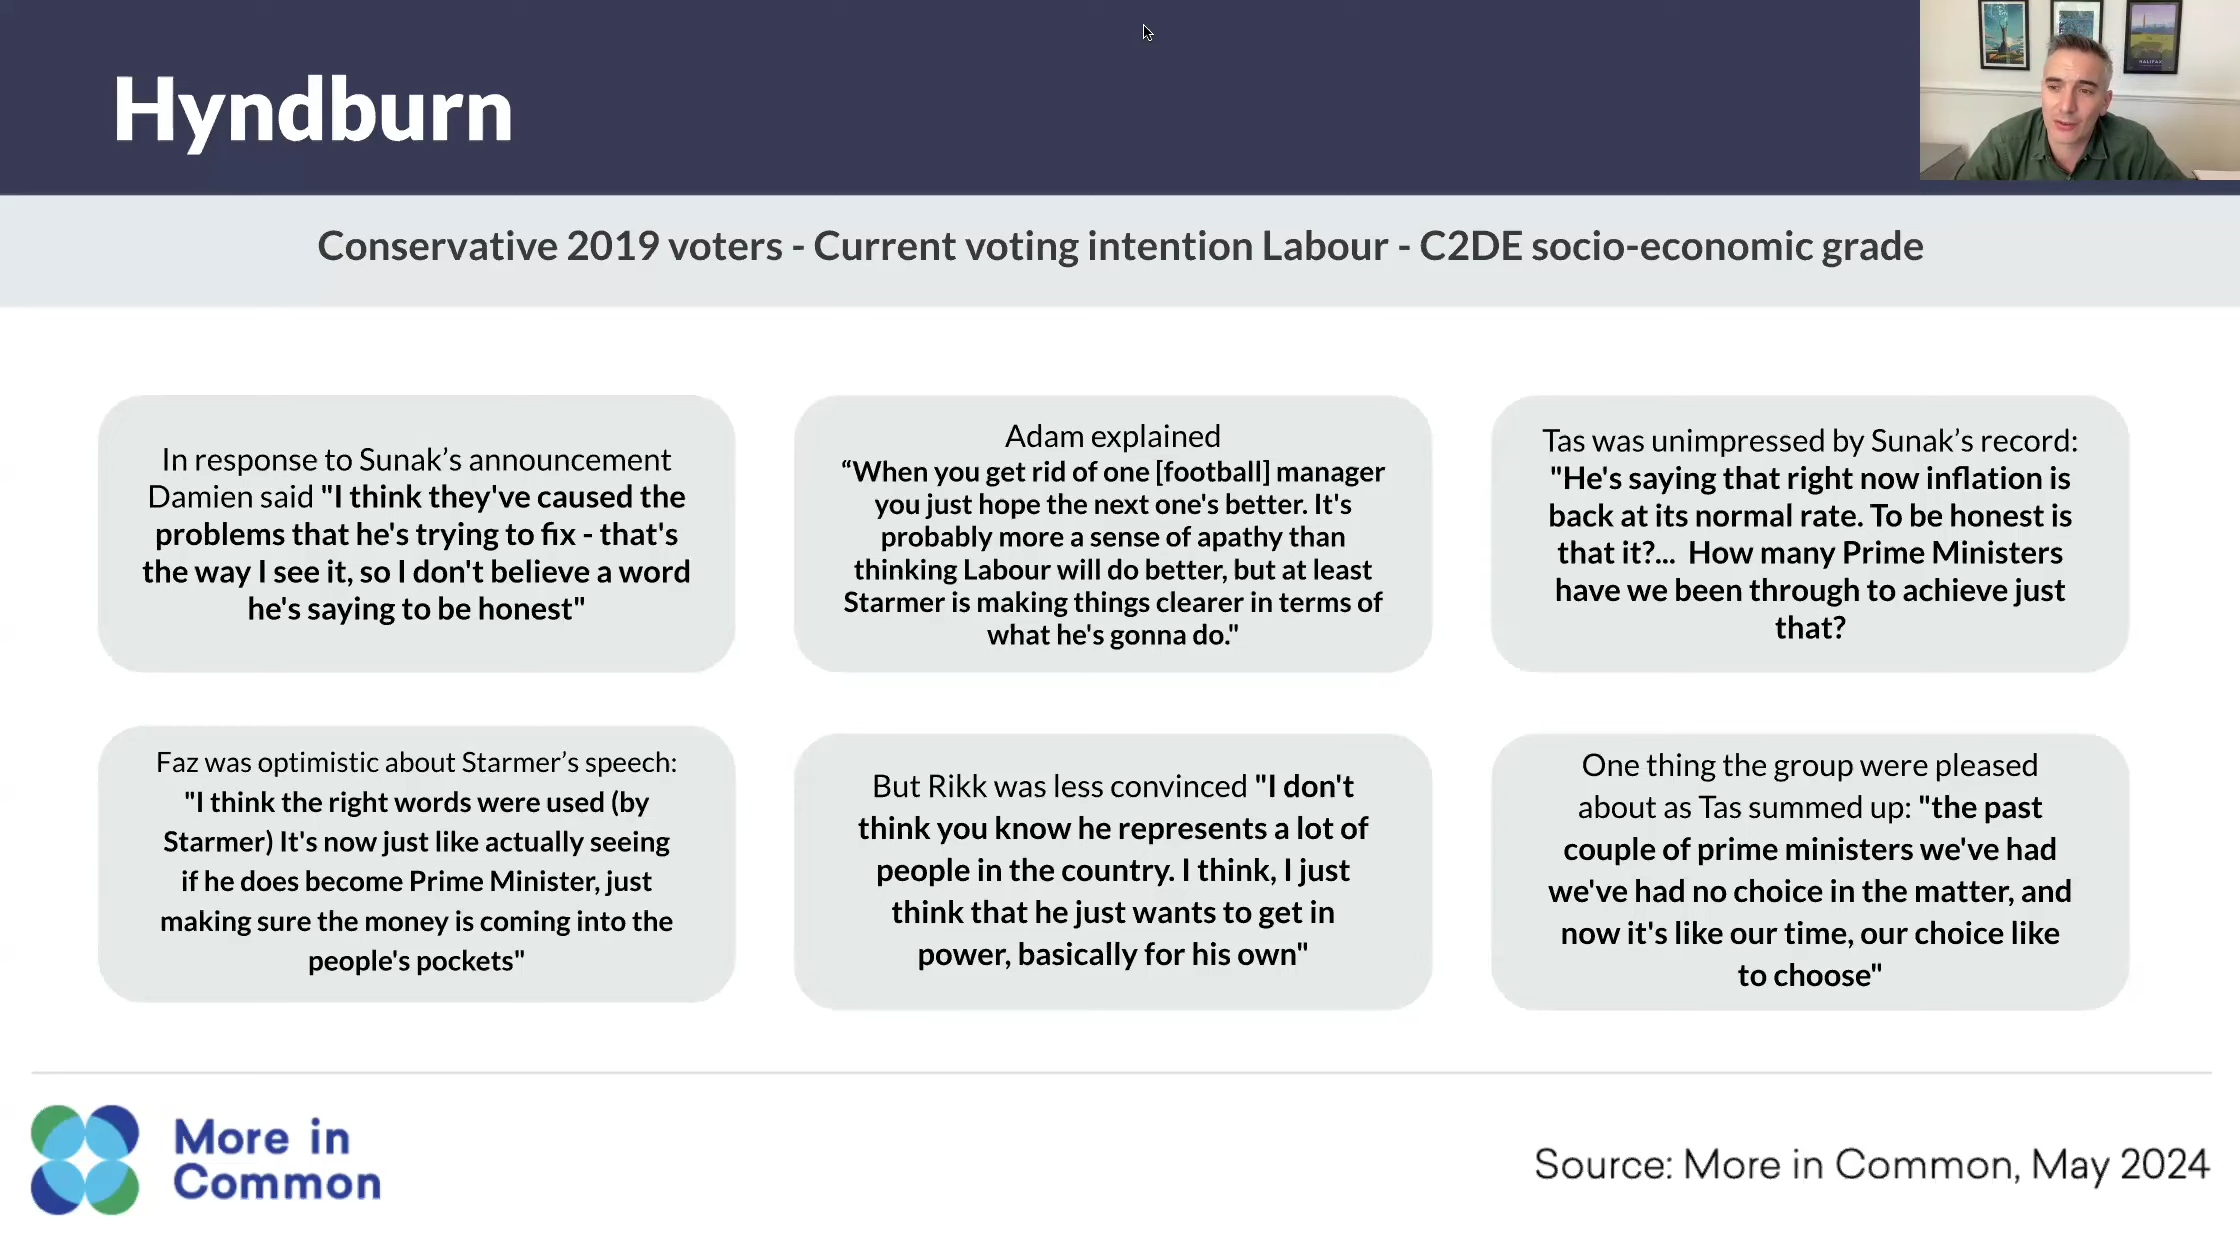 Hyndburn
Conservative 2019 voters - Current voting intention Labour - C2DE socio-economic grade
In response to Sunak’s announcement
Damien said "I think they've caused the
problems that he's trying to fix - that's
the way I see it, so I don't believe a word
he's saying to be honest"
Adam explained
“When you get rid of one [football] manager
you just hope the next one's better. It's
probably more a sense of apathy than
thinking Labour will do better, but at least
Starmer is making things clearer in terms of
what he's gonna do."
Tas was unimpressed by Sunak’s record:
"He's saying that right now inflation is
back at its normal rate. To be honest is
that it?... How many Prime Ministers
have we been through to achieve just
that?
Faz was optimistic about Starmer’s speech:
"I think the right words were used (by
Starmer) It's now just like actually seeing
if he does become Prime Minister, just
making sure the money is coming into the
people's pockets"
But Rikk was less convinced "I don't
think you know he represents a lot of
people in the country. I think, I just
think that he just wants to get in
power, basically for his own"
One thing the group were pleased
about as Tas summed up: "the past
couple of prime ministers we've had
we've had no choice in the matter, and
now it's like our time, our choice like
to choose"
More in
Common
Source: More in Common, May 2024
HALIFAX